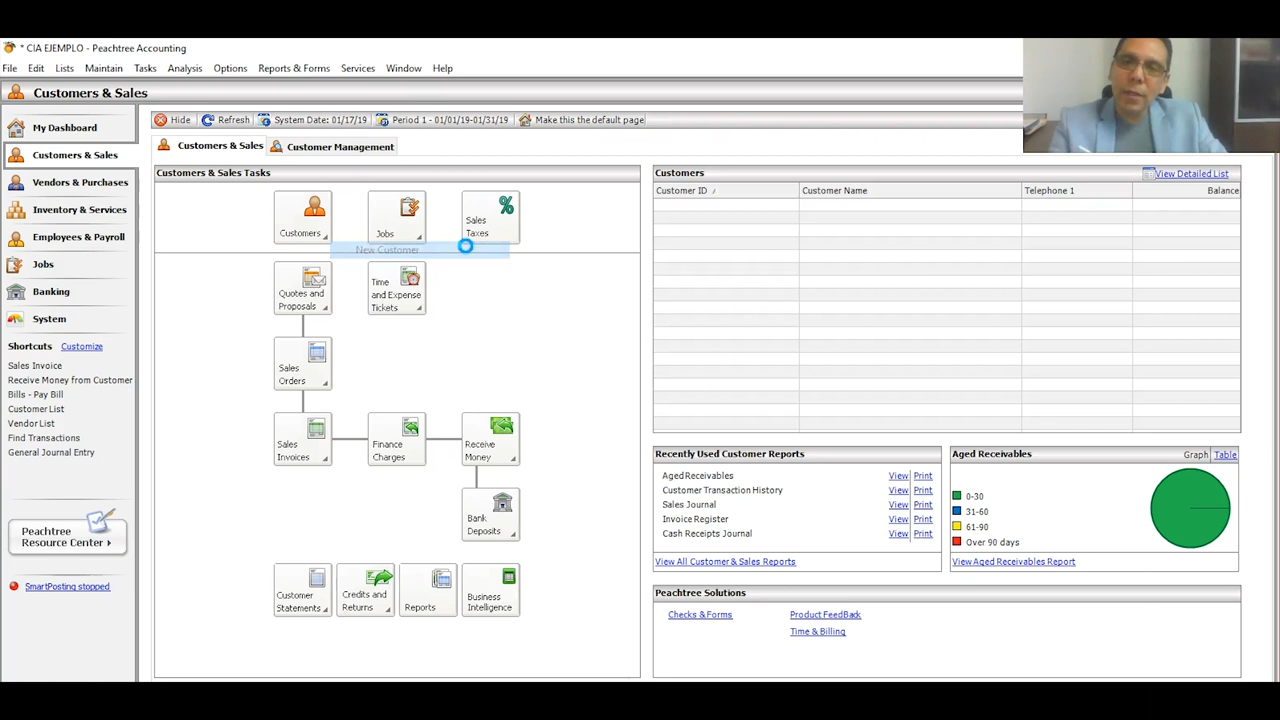 * CIA EJEMPLO - Peachtree Accounting
File Edit Lists Maintain Tasks Analysis Options Reports & Forms Services Window Help
Customers & Sales
Hide Refresh System Date: 01/17/19 Period 1 - 01/01/19-01/31/19 Make this the default page
My Dashboard
Customers & Sales
Vendors & Purchases
Inventory & Services
Employees & Payroll
Jobs
Banking
System
Shortcuts Customize
Sales Invoice
Receive Money from Customer
Bills - Pay Bill
Customer List
Vendor List
Find Transactions
General Journal Entry
Peachtree
Resource Center
SmartPosting stopped
Customers & Sales Customer Management
Customers & Sales Tasks
Customers
Jobs
Sales
Taxes
New Customer
Quotes and
Proposals
Time
and Expense
Tickets
Sales
Orders
Sales
Invoices
Finance
Charges
Receive
Money
Bank
Deposits
Customer
Statements
Credits and
Returns
Reports
Business
Intelligence
Customers View Detailed List
Customer ID / Customer Name Telephone 1 Balance
Recently Used Customer Reports
Aged Receivables View Print
Customer Transaction History View Print
Sales Journal View Print
Invoice Register View Print
Cash Receipts Journal View Print
View All Customer & Sales Reports
Aged Receivables Graph Table
0-30
31-60
61-90
Over 90 days
View Aged Receivables Report
Peachtree Solutions
Checks & Forms Product FeedBack
Time & Billing